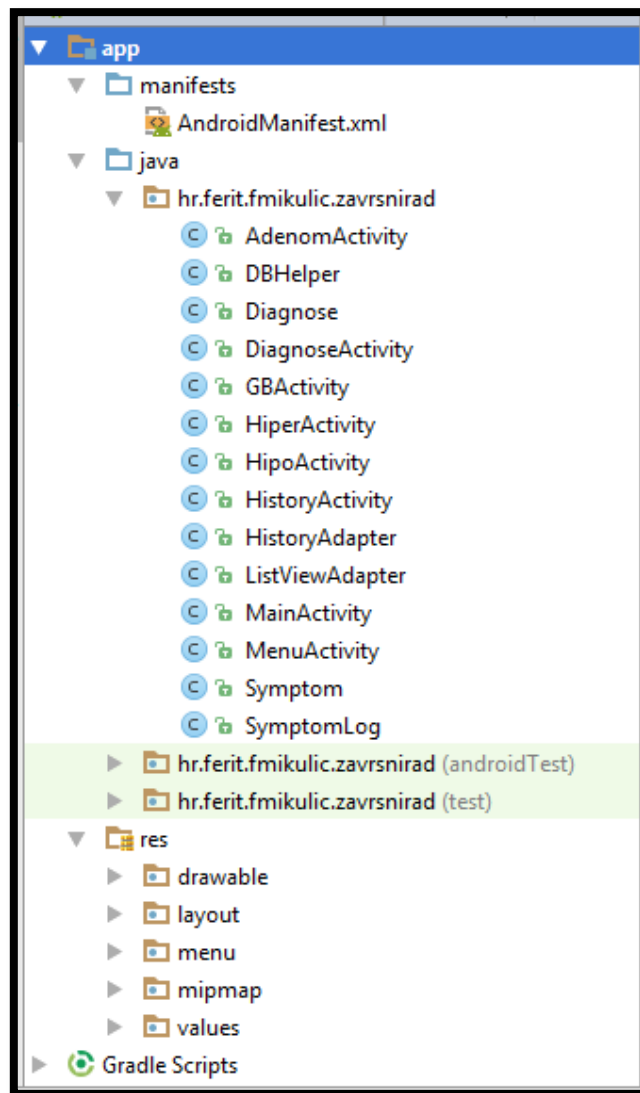 app
manifests
AndroidManifest.xml
java
hr.ferit.fmikulic.zavrsnirad
C AdenomActivity
C DBHelper
C Diagnose
C DiagnoseActivity
C GBActivity
C HiperActivity
C HipoActivity
C HistoryActivity
C HistoryAdapter
C ListViewAdapter
C MainActivity
C MenuActivity
C Symptom
C SymptomLog
hr.ferit.fmikulic.zavrsnirad (androidTest)
hr.ferit.fmikulic.zavrsnirad (test)
res
drawable
layout
menu
mipmap
values
Gradle Scripts